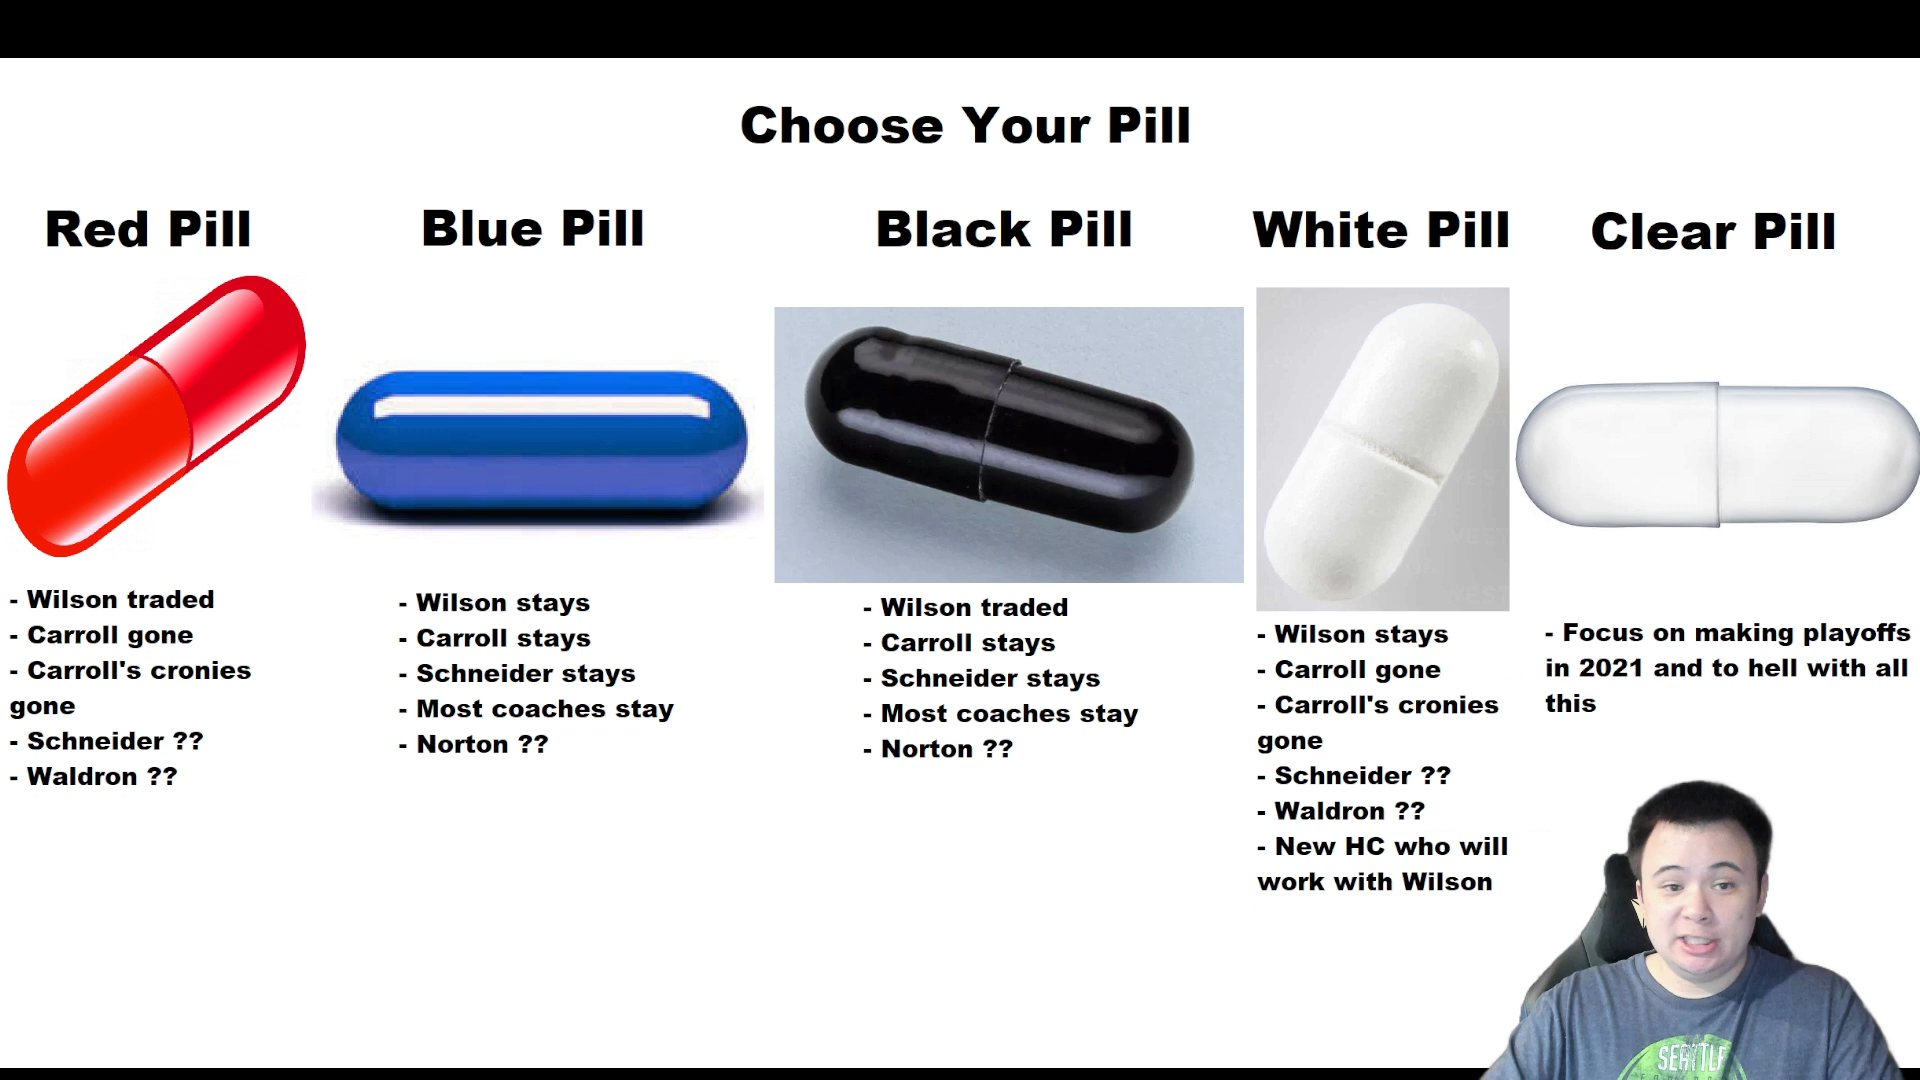 Choose Your Pill
Red Pill
- Wilson traded
- Carroll gone
- Carroll's cronies
gone
- Schneider ??
- Waldron ??
Blue Pill
- Wilson stays
- Carroll stays
- Schneider stays
- Most coaches stay
- Norton ??
Black Pill
- Wilson traded
- Carroll stays
- Schneider stays
- Most coaches stay
- Norton ??
White Pill
- Wilson stays
- Carroll gone
- Carroll's cronies
gone
- Schneider ??
- Waldron ??
- New HC who will
work with Wilson
Clear Pill
- Focus on making playoffs
in 2021 and to hell with all
this
SEATTLE